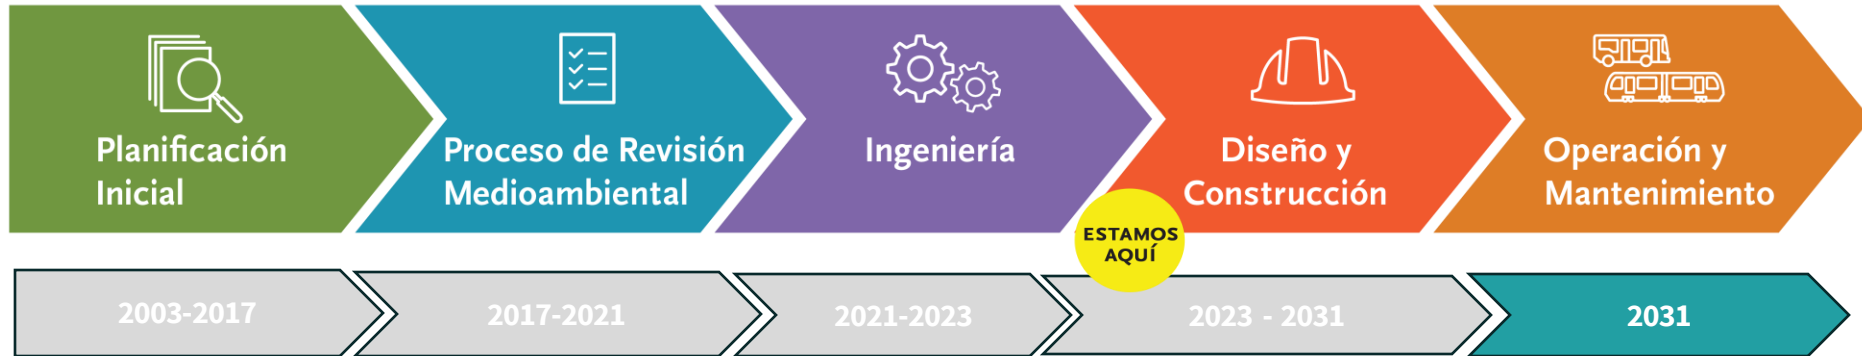 Planificación
Inicial
Proceso de Revisión
Medioambiental
Ingeniería
Diseño y
Construcción
Operación y
Mantenimiento
ESTAMOS
AQUÍ
2003-2017
2017-2021
2021-2023
2023 - 2031
2031